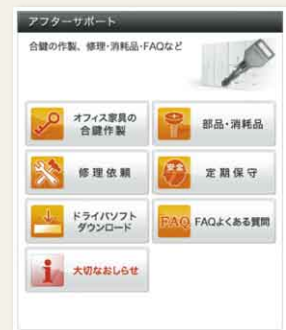 アフターサポート
合鍵の作製、修理・消耗品・FAQなど
オフィス家具の
合鍵作製
部品・消耗品
修理依頼
安全
定期保守
ドライバソフト
ダウンロード
FAQ
FAQよくある質問
i
大切なおしらせ